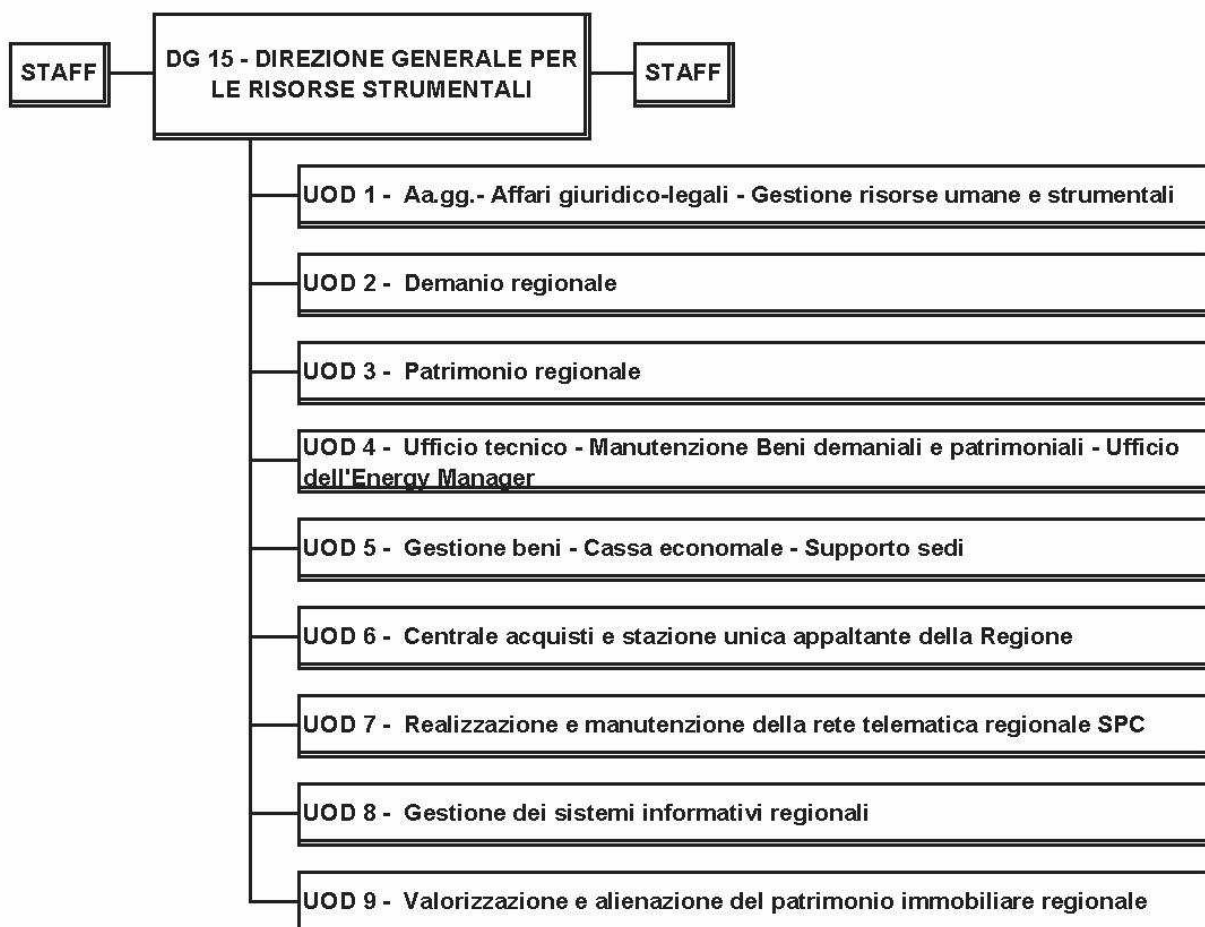 STAFF
DG 15 - DIREZIONE GENERALE PER
LE RISORSE STRUMENTALI
STAFF
UOD 1 - Aa.gg.- Affari giuridico-legali - Gestione risorse umane e strumentali
UOD 2 - Demanio regionale
UOD 3 - Patrimonio regionale
UOD 4 - Ufficio tecnico - Manutenzione Beni demaniali e patrimoniali - Ufficio
dell'Energy Manager
UOD 5 - Gestione beni - Cassa economale - Supporto sedi
UOD 6 - Centrale acquisti e stazione unica appaltante della Regione
UOD 7 - Realizzazione e manutenzione della rete telematica regionale SPC
UOD 8 - Gestione dei sistemi informativi regionali
UOD 9 - Valorizzazione e alienazione del patrimonio immobiliare regionale